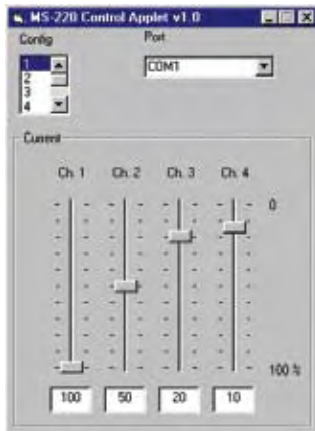 MS-220 Control Applet v1.0
Config Port
1
2
3
4
COM1
Current
Ch. 1 Ch. 2 Ch. 3 Ch. 4
0
100 %
100 50 20 10